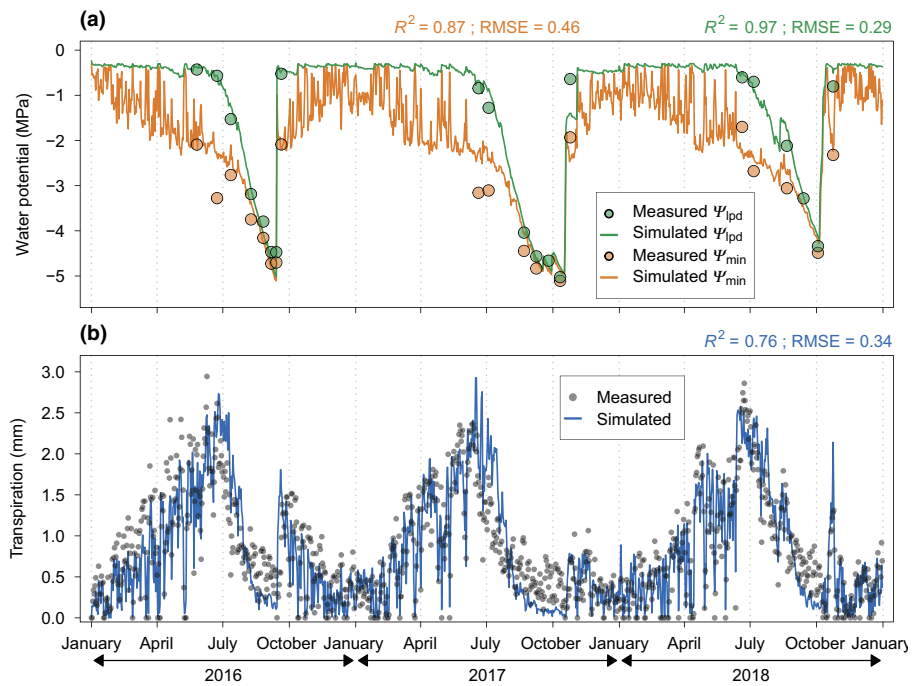 (a)
R² = 0.87 ; RMSE = 0.46
R² = 0.97 ; RMSE = 0.29
Water potential (MPa)
0
−1
−2
−3
−4
−5
Measured Ψlpd
Simulated Ψlpd
Measured Ψmin
Simulated Ψmin
(b)
R² = 0.76 ; RMSE = 0.34
Transpiration (mm)
3.0
2.5
2.0
1.5
1.0
0.5
0.0
Measured
Simulated
January April July October January April July October January April July October January
2016 2017 2018